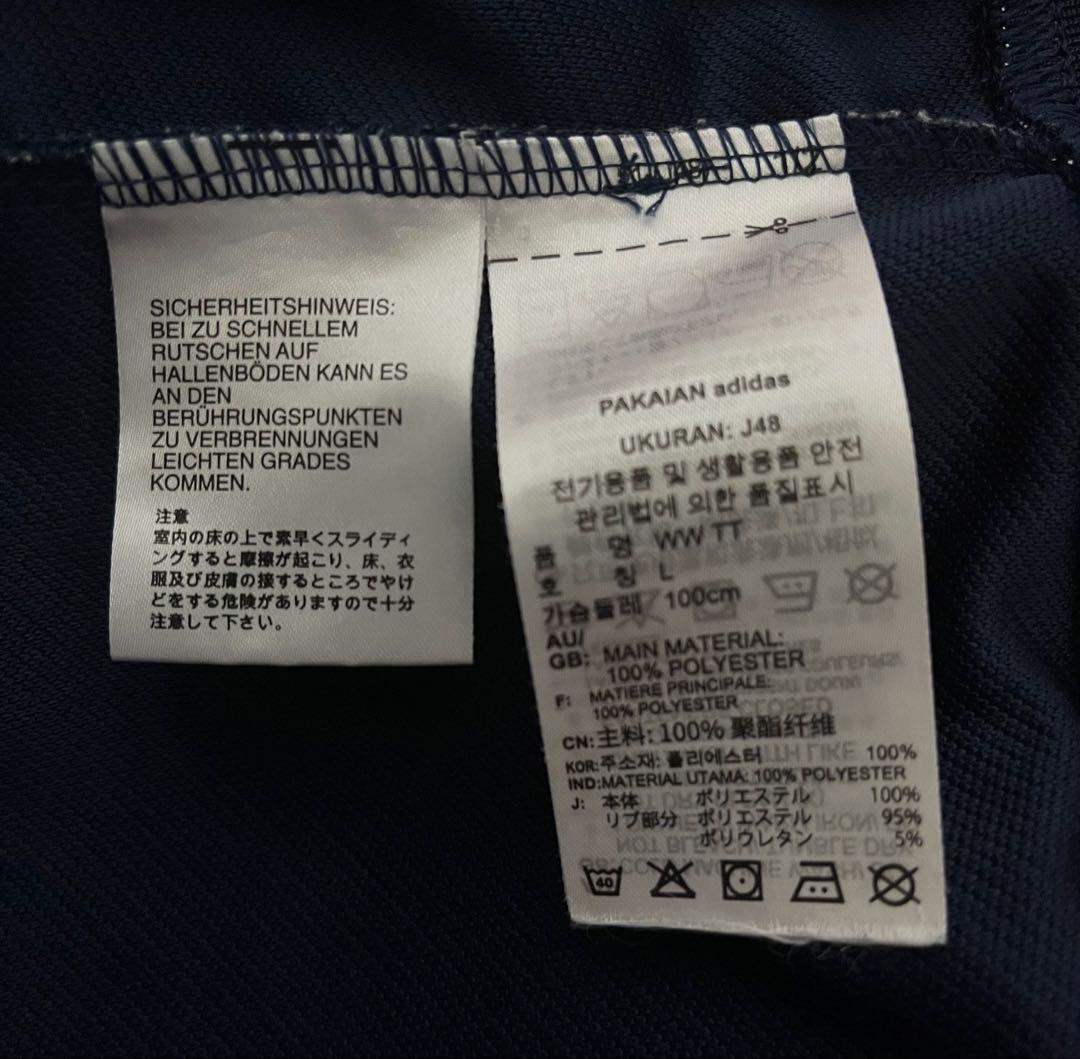 SICHERHEITSHINWEIS:
BEI ZU SCHNELLEM
RUTSCHEN AUF
HALLENBÖDEN KANN ES
AN DEN
BERÜHRUNGSPUNKTEN
ZU VERBRENNUNGEN
LEICHTEN GRADES
KOMMEN.
注意
室内の床の上で素早くスライディ
ングすると摩擦が起こり、床、衣
服及び皮膚の接するところでやけ
どをする危険がありますので十分
注意して下さい。
PAKAIAN adidas
UKURAN: J48
전기용품 및 생활용품 안전
관리법에 의한 품질표시
품 명 WW TT
호 칭 L
가슴둘레 100cm
AU/
GB: MAIN MATERIAL:
100% POLYESTER
F: MATIERE PRINCIPALE:
100% POLYESTER
CN: 主料: 100% 聚酯纤维
KOR: 주소재: 폴리에스터 100%
IND: MATERIAL UTAMA: 100% POLYESTER
J: 本体 ポリエステル 100%
リブ部分 ポリエステル 95%
ポリウレタン 5%
40